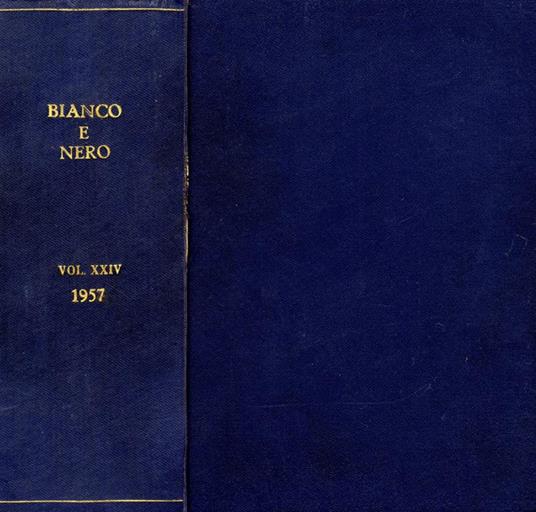 BIANCO
E
NERO
VOL. XXIV
1957